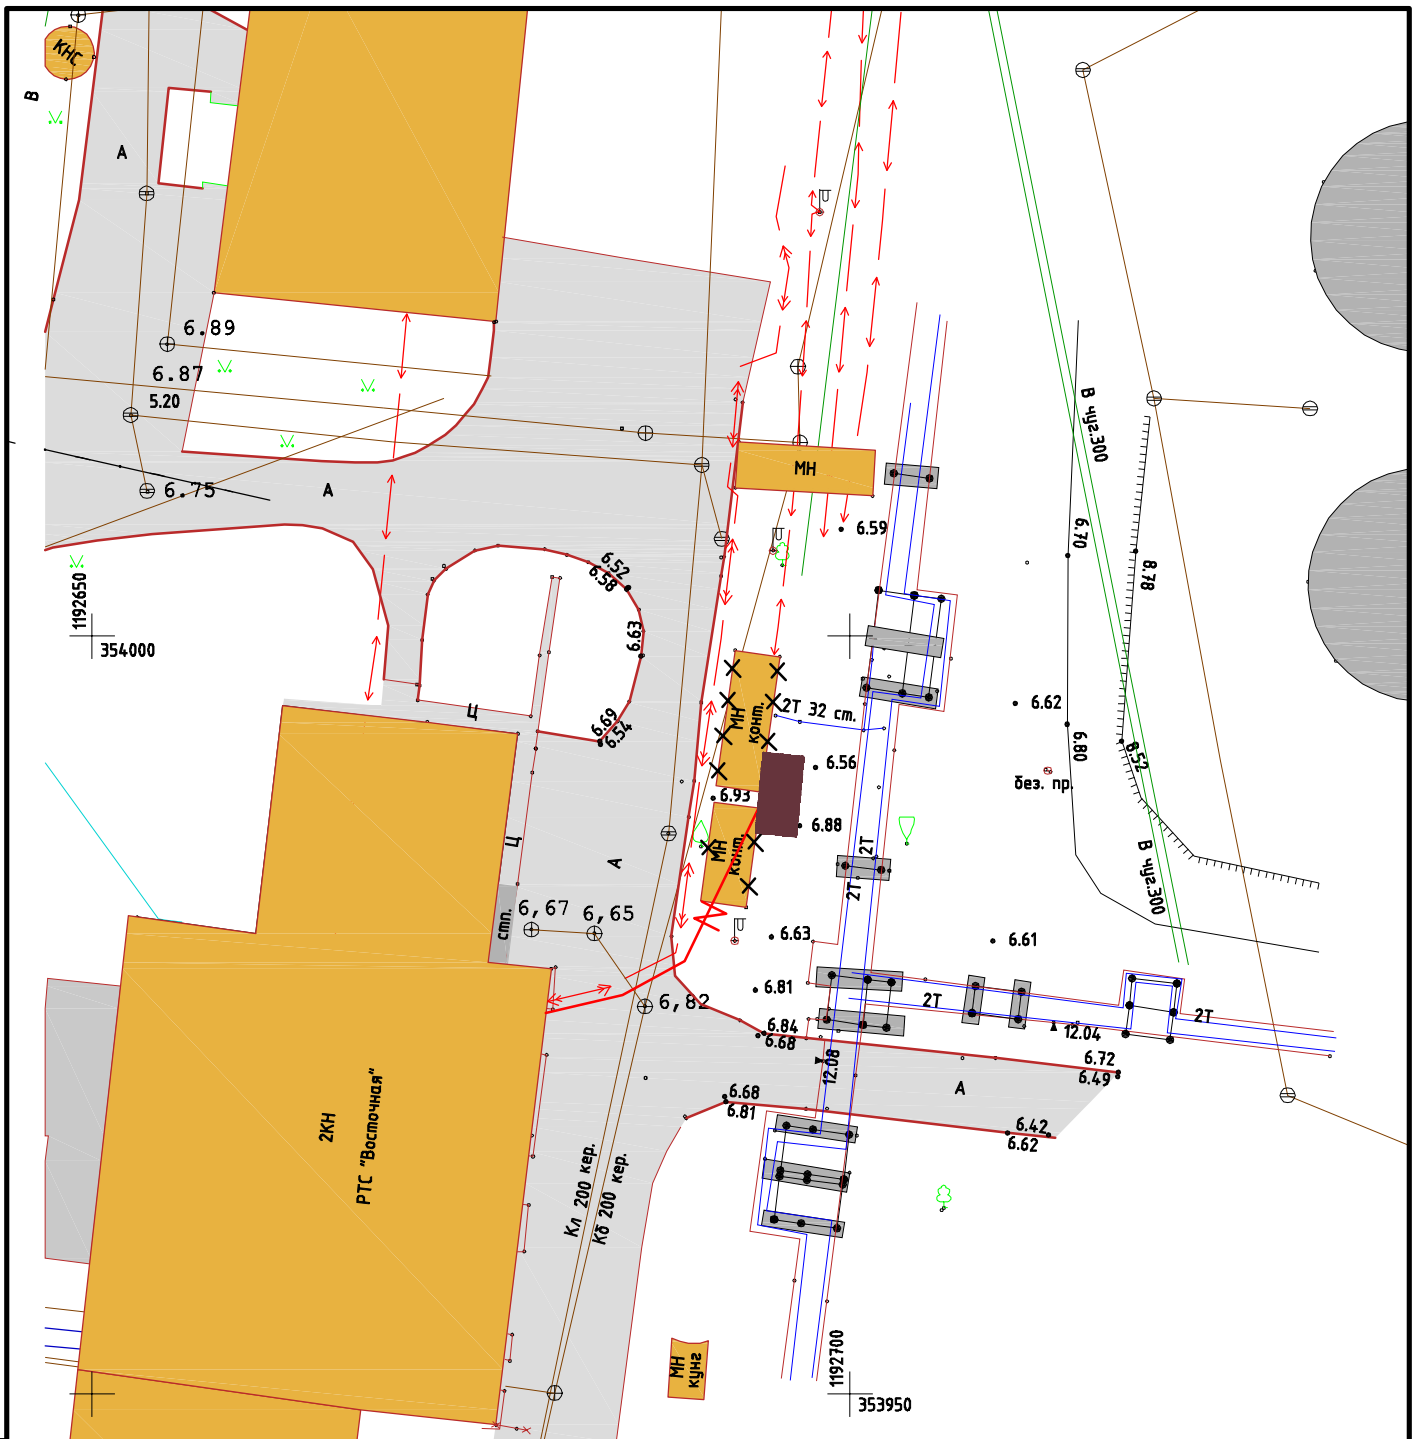 КНС
В
А
U
6.89
6.87
5.20
В чуг.300
МН
6.75
А
6.59
6.70
U
8.78
6.52
6.58
1192650
354000
6.63
6.62
Ц
2Т 32 ст.
МН
конт.
6.69
6.54
6.80
8.52
6.56
без. пр.
6.93
6.88
МН
конт.
Ц
А
2Т
2Т
В чуг.300
6,67
6,65
стп.
U
6.63
6.61
6.81
6,82
2Т
2Т
6.84
6.68
12.04
12.08
6.72
6.49
А
6.68
6.81
6.42
6.62
2КН
РТС "Восточная"
Кл 200 кер.
Кб 200 кер.
МН
кунг
1192700
353950